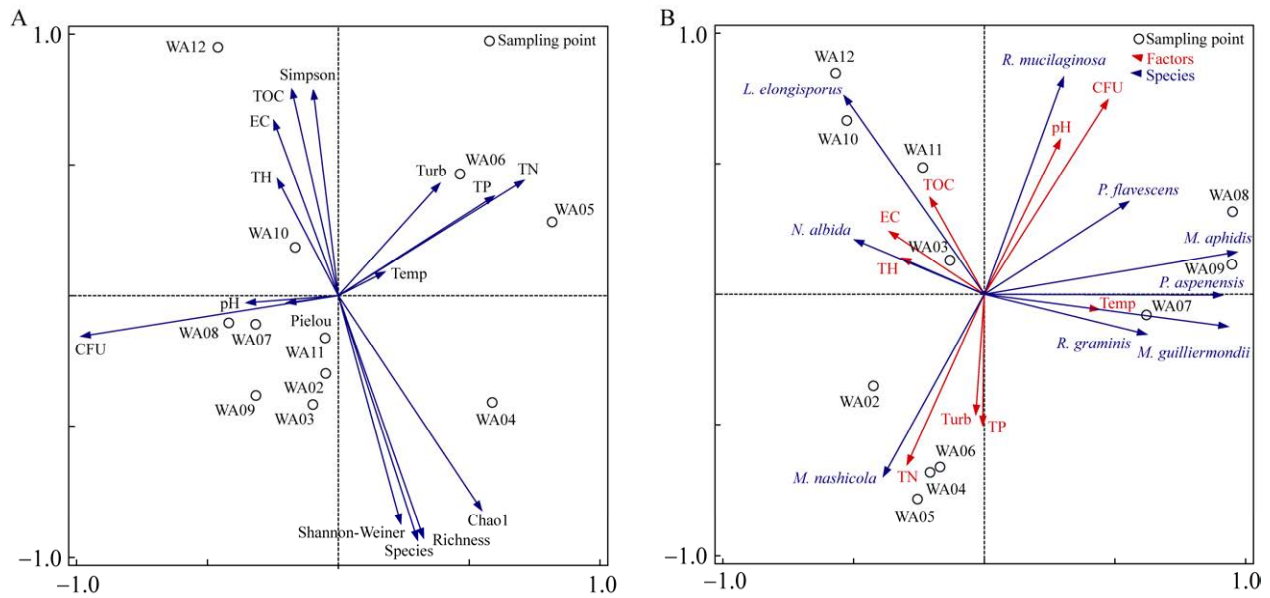 A
1.0
WA12
Sampling point
Simpson
TOC
EC
TH
Turb
WA06
TN
TP
WA05
WA10
Temp
pH
WA08
WA07
Pielou
CFU
WA11
WA02
WA09
WA03
WA04
Shannon-Weiner
Chao1
Richness
Species
-1.0
-1.0
1.0
B
1.0
Sampling point
Factors
Species
WA12
R. mucilaginosa
L. elongisporus
CFU
WA10
pH
WA11
TOC
P. flavescens
WA08
EC
N. albida
WA03
M. aphidis
TH
WA09
P. aspenensis
Temp
WA07
R. graminis
M. guilliermondii
WA02
Turb
TP
WA06
M. nashicola
TN
WA04
WA05
-1.0
-1.0
1.0